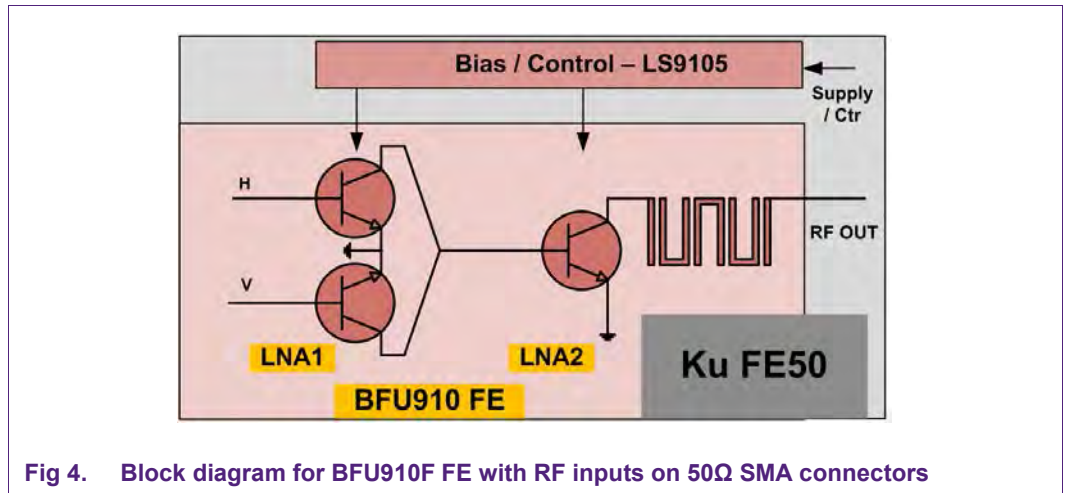 Bias / Control – LS9105
Supply
/ Ctr
H
RF OUT
V
LNA1
LNA2
Ku FE50
BFU910 FE
Fig 4. Block diagram for BFU910F FE with RF inputs on 50Ω SMA connectors